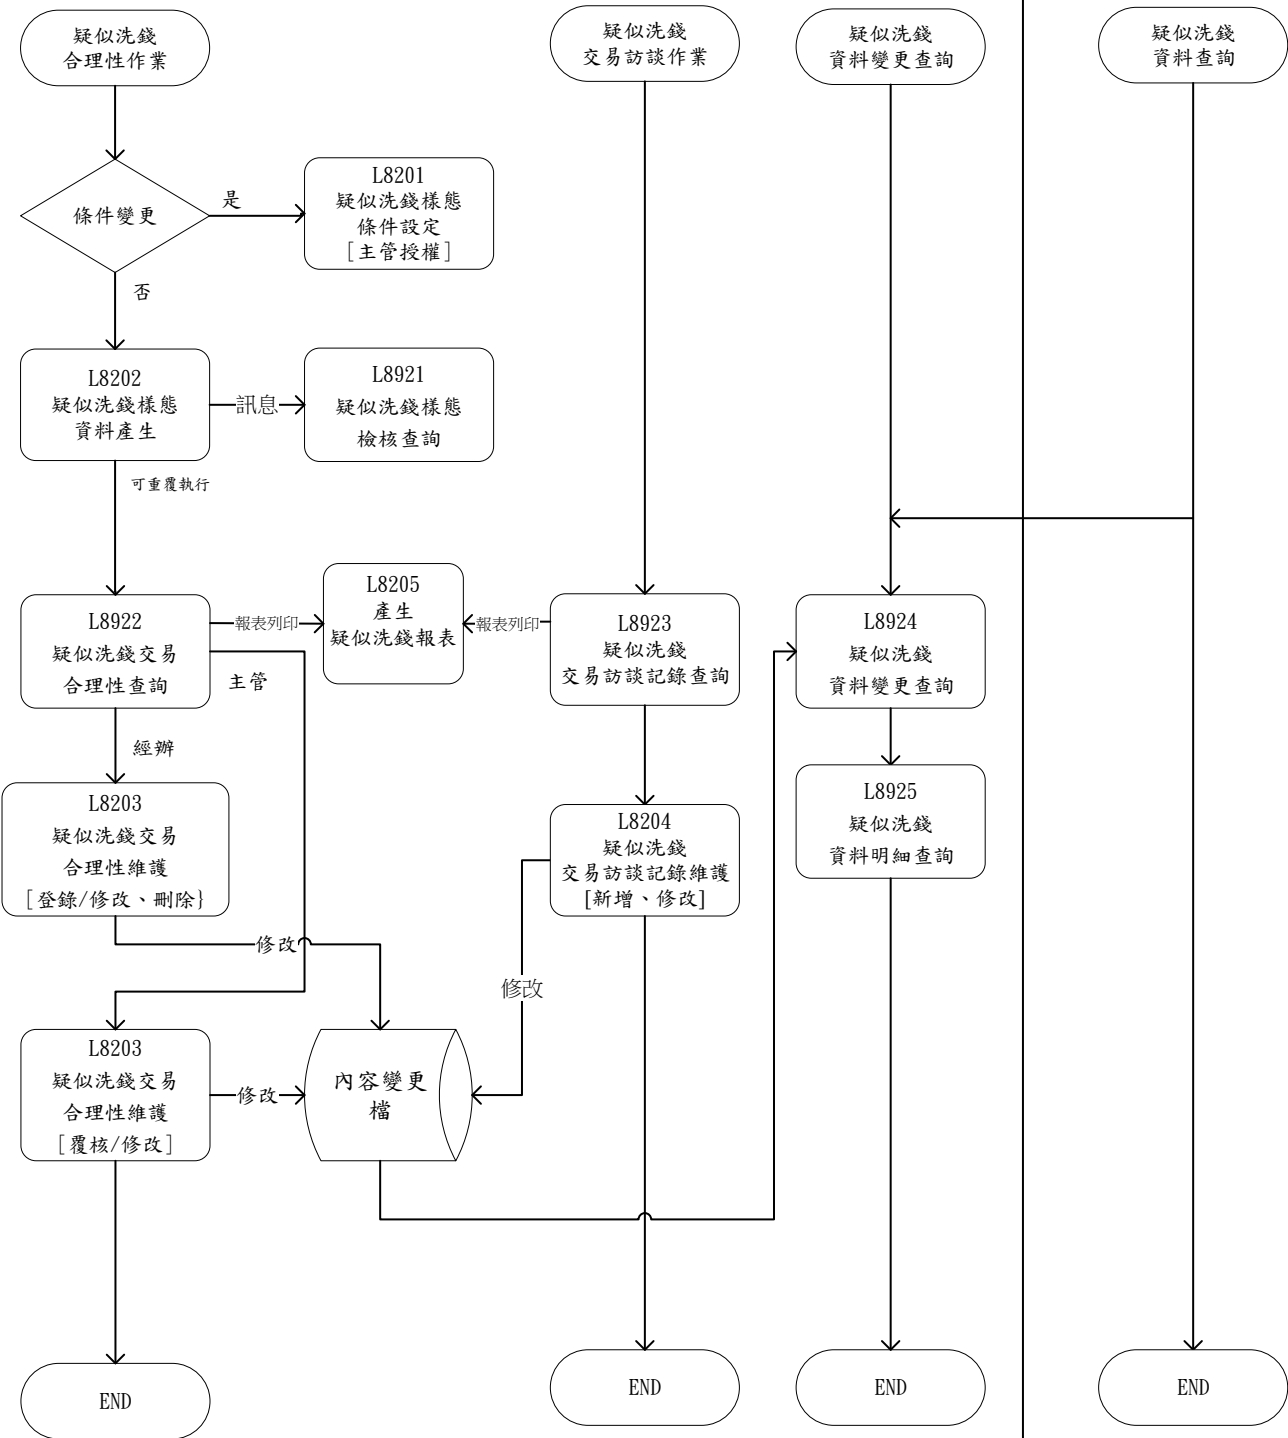 疑似洗錢
合理性作業
疑似洗錢
交易訪談作業
疑似洗錢
資料變更查詢
疑似洗錢
資料查詢
條件變更
是
L8201
疑似洗錢樣態
條件設定
[主管授權]
否
L8202
疑似洗錢樣態
資料產生
訊息
L8921
疑似洗錢樣態
檢核查詢
可重覆執行
L8922
疑似洗錢交易
合理性查詢
報表列印
L8205
產生
疑似洗錢報表
報表列印
L8923
疑似洗錢
交易訪談記錄查詢
L8924
疑似洗錢
資料變更查詢
主管
經辦
L8203
疑似洗錢交易
合理性維護
[登錄/修改、刪除}
L8204
疑似洗錢
交易訪談記錄維護
[新增、修改]
L8925
疑似洗錢
資料明細查詢
修改
修改
L8203
疑似洗錢交易
合理性維護
[覆核/修改]
修改
內容變更
檔
END
END
END
END